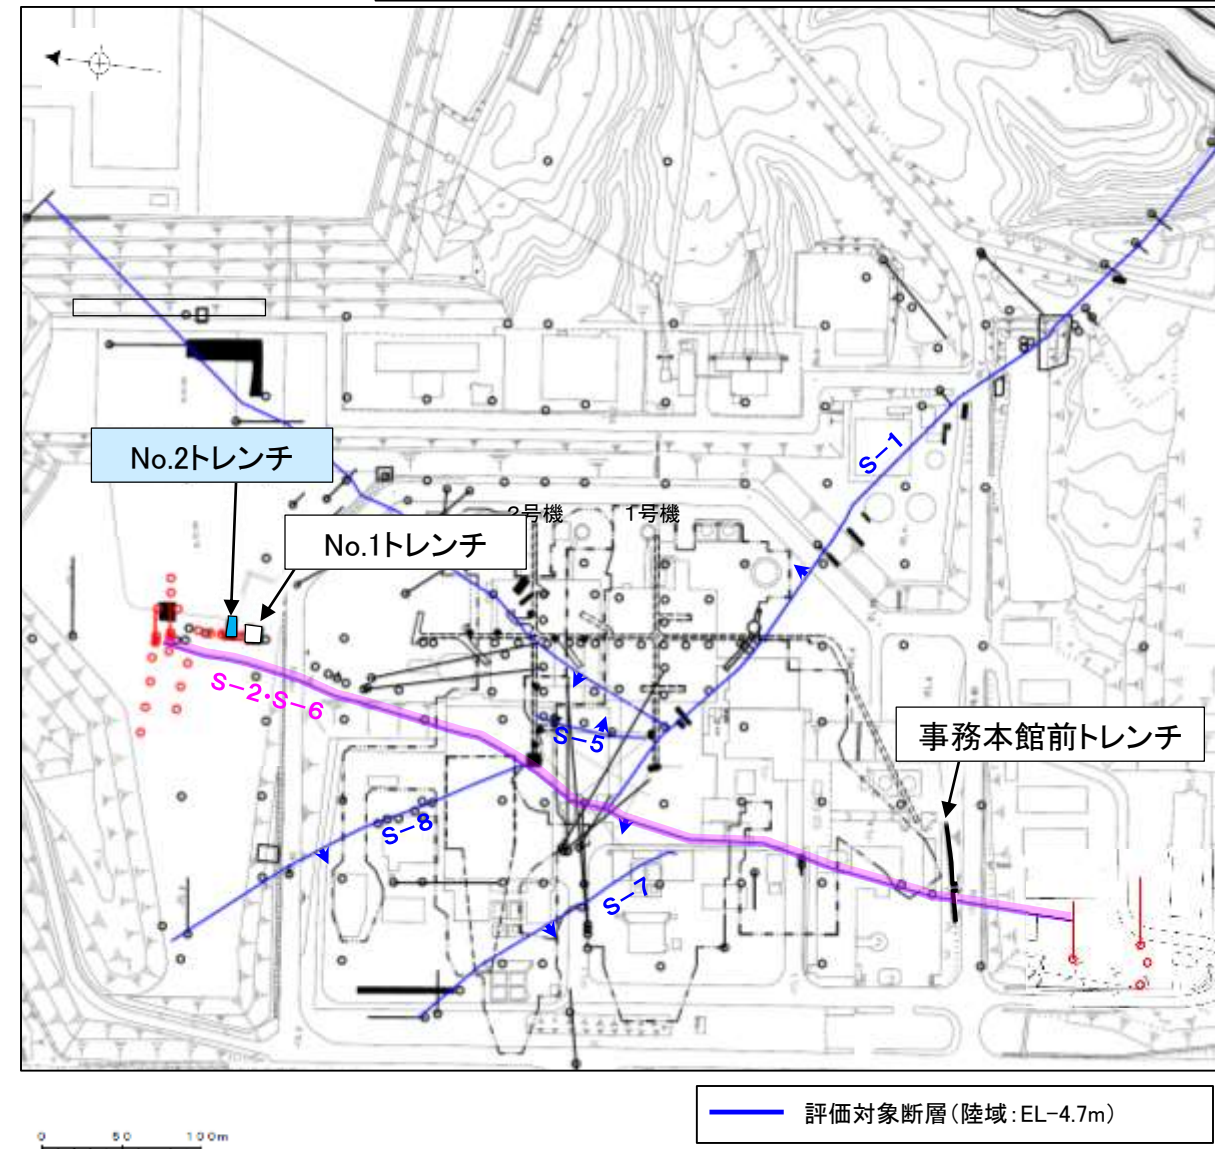 No.2トレンチ
No.1トレンチ
2号機
1号機
S-1
S-2・S-6
S-5
事務本館前トレンチ
S-8
S-7
評価対象断層(陸域:EL-4.7m)
0 50 100m